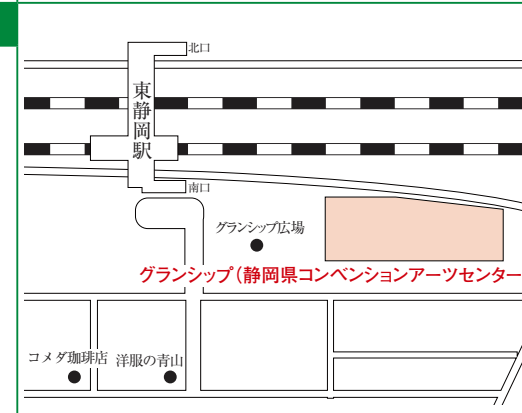 北口
東静岡駅
南口
グランシップ広場
グランシップ（静岡県コンベンションアーツセンター
コメダ珈琲店
洋服の青山